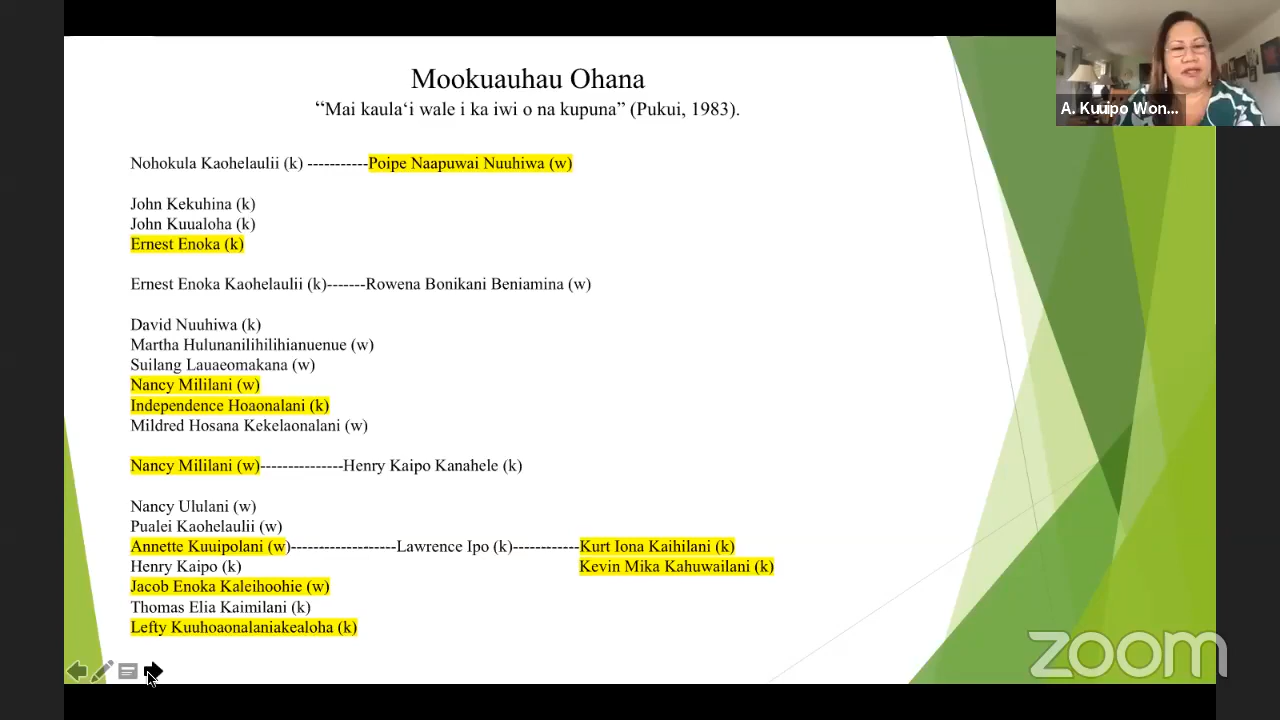 Mookuauhau Ohana
“Mai kaula‘i wale i ka iwi o na kupuna” (Pukui, 1983).
A. Kuuipo Won...
Nohokula Kaohelaulii (k) -----------Poipe Naapuwai Nuuhiwa (w)
John Kekuhina (k)
John Kuualoha (k)
Ernest Enoka (k)
Ernest Enoka Kaohelaulii (k)-------Rowena Bonikani Beniamina (w)
David Nuuhiwa (k)
Martha Hulunanilihilihianuenue (w)
Suilang Lauaeomakana (w)
Nancy Mililani (w)
Independence Hoaonalani (k)
Mildred Hosana Kekelaonalani (w)
Nancy Mililani (w)---------------Henry Kaipo Kanahele (k)
Nancy Ululani (w)
Pualei Kaohelaulii (w)
Annette Kuuipolani (w)-------------------Lawrence Ipo (k)------------Kurt Iona Kaihilani (k)
Henry Kaipo (k) Kevin Mika Kahuwailani (k)
Jacob Enoka Kaleihoohie (w)
Thomas Elia Kaimilani (k)
Lefty Kuuhoaonalaniakealoha (k)
zoom